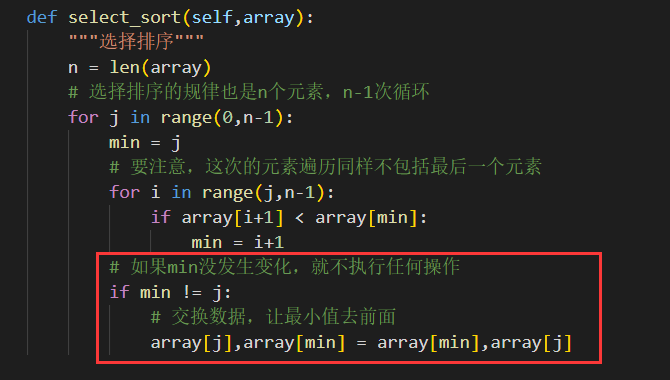 def select_sort(self,array):
    """选择排序"""
    n = len(array)
    # 选择排序的规律也是n个元素，n-1次循环
    for j in range(0,n-1):
        min = j
        # 要注意，这次的元素遍历同样不包括最后一个元素
        for i in range(j,n-1):
            if array[i+1] < array[min]:
                min = i+1
        # 如果min没发生变化，就不执行任何操作
        if min != j:
            # 交换数据，让最小值去前面
            array[j],array[min] = array[min],array[j]